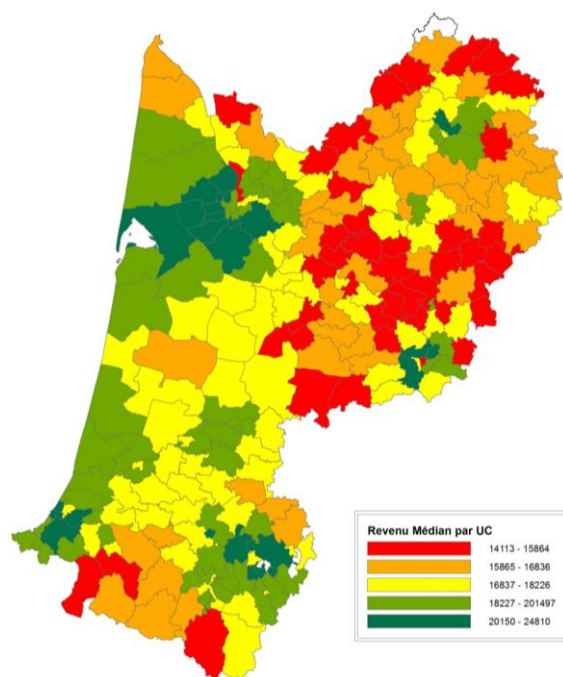 Revenu Médian par UC
14113 - 15864
15865 - 16836
16837 - 18226
18227 - 201497
20150 - 24810